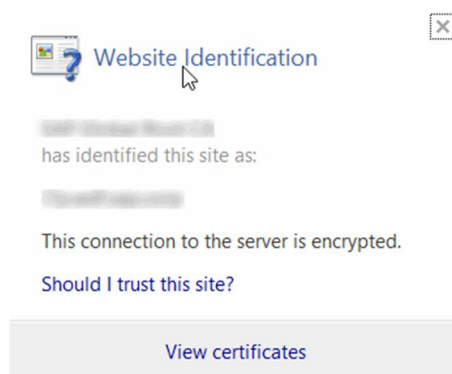 Website Identification
has identified this site as:
This connection to the server is encrypted.
Should I trust this site?
View certificates